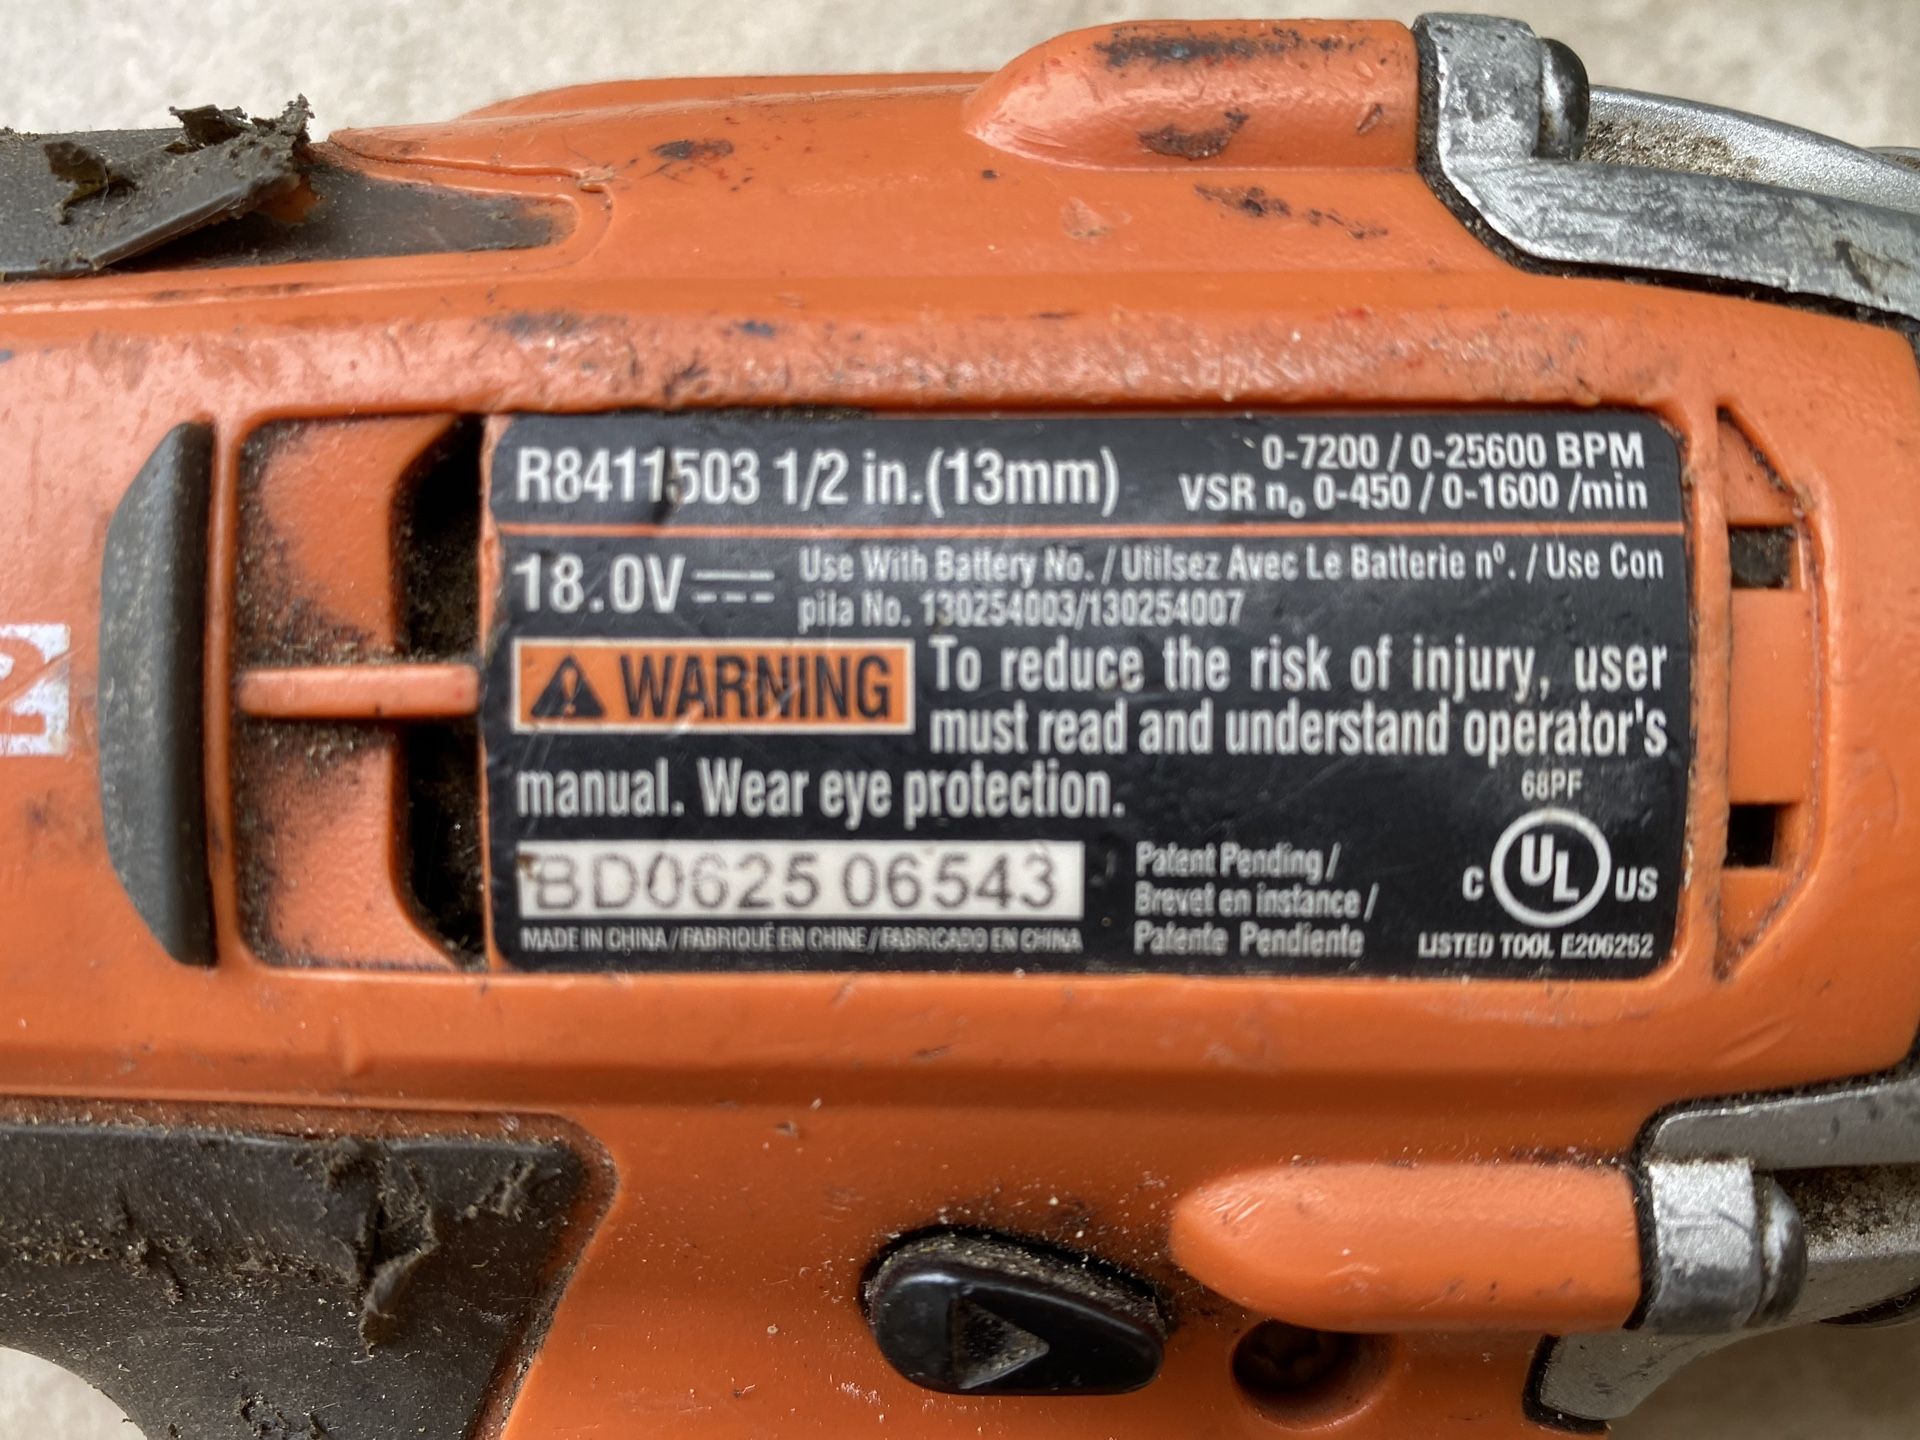 R8411503 1/2 in.(13mm)
0-7200 / 0-25600 BPM
VSR n₀ 0-450 / 0-1600 /min
18.0V
Use With Battery No. / Utilsez Avec Le Batterie nº. / Use Con
pila No. 130254003/130254007
WARNING To reduce the risk of injury, user
must read and understand operator's
manual. Wear eye protection.
68PF
BD0625 06543
MADE IN CHINA / FABRIQUÉ EN CHINE / FABRICADO EN CHINA
Patent Pending /
Brevet en instance /
Patente Pendiente
C UL US
LISTED TOOL E206252
2